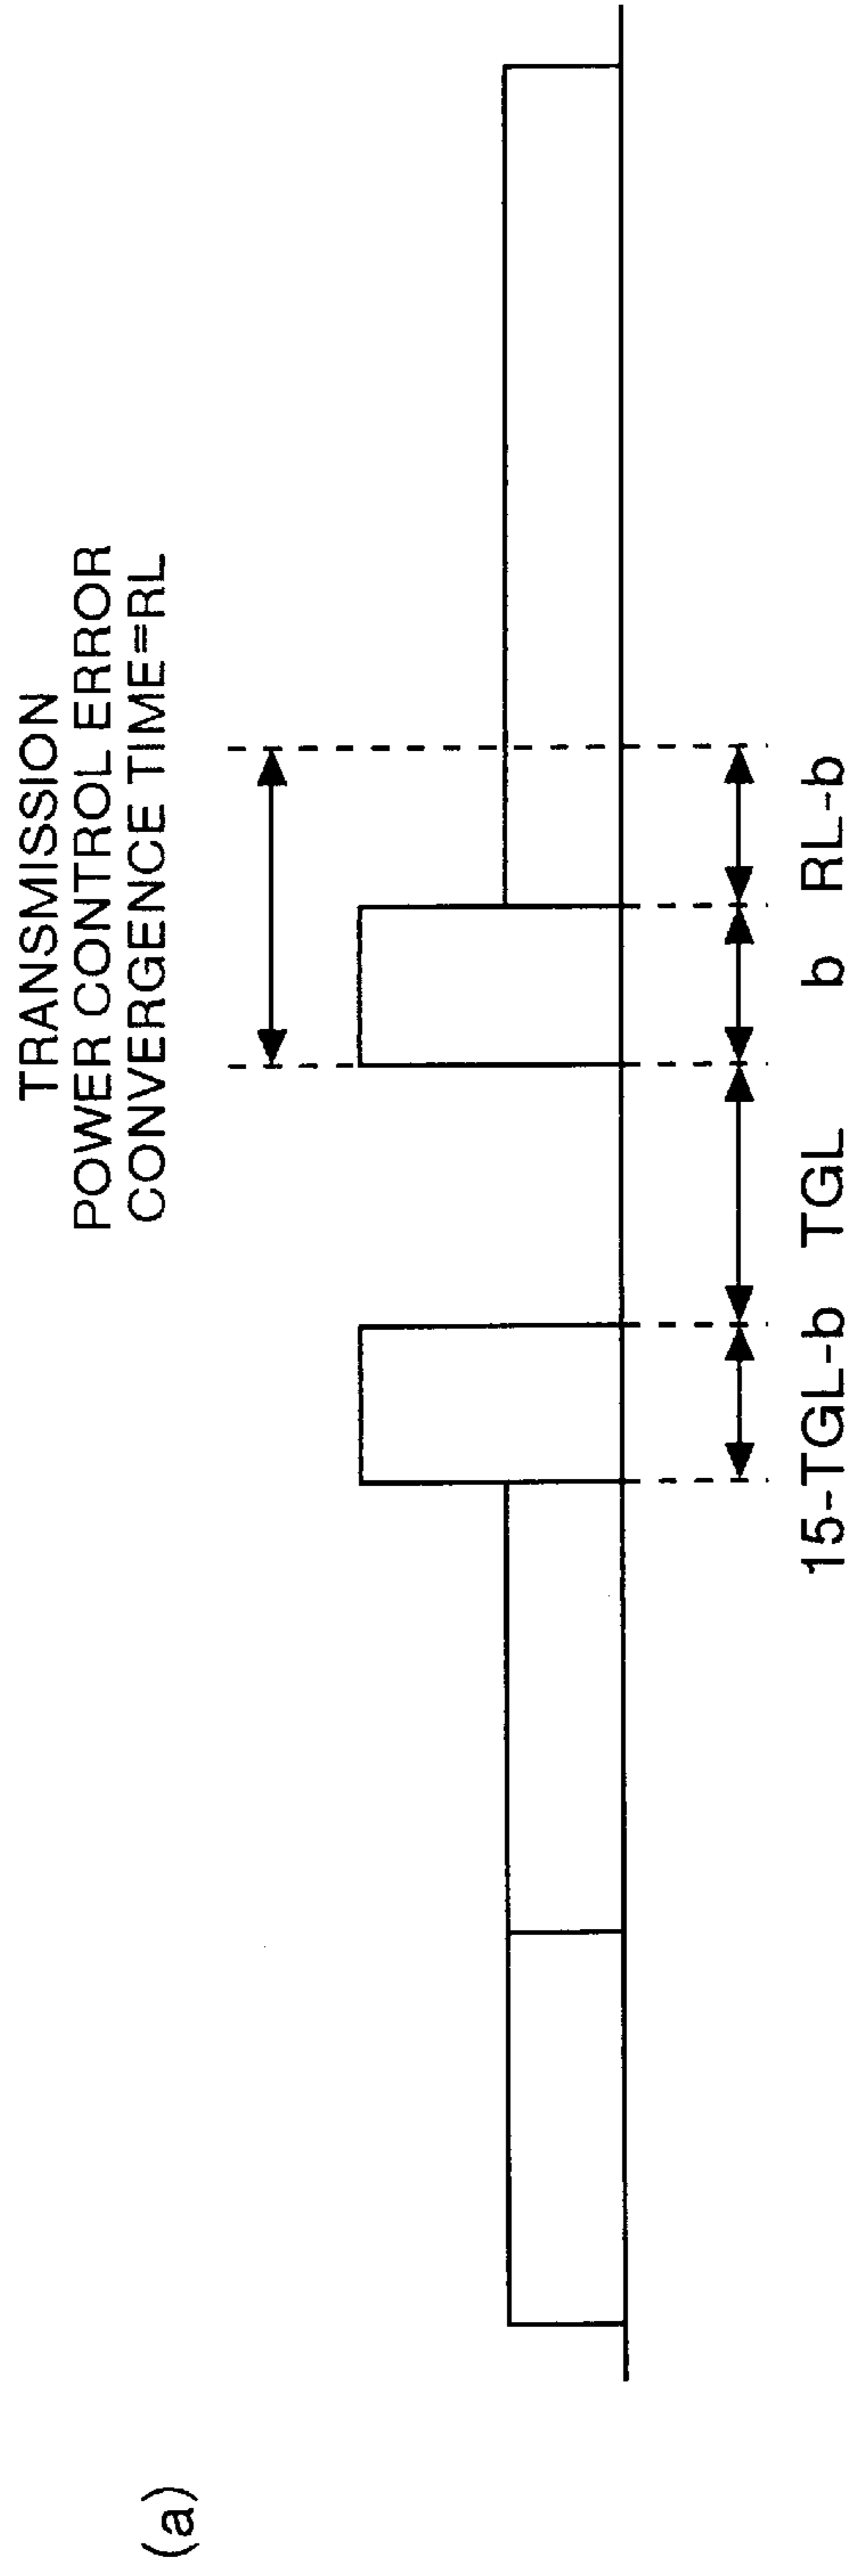 (a)
TRANSMISSION
POWER CONTROL ERROR
CONVERGENCE TIME=RL
15-TGL-b TGL b RL-b